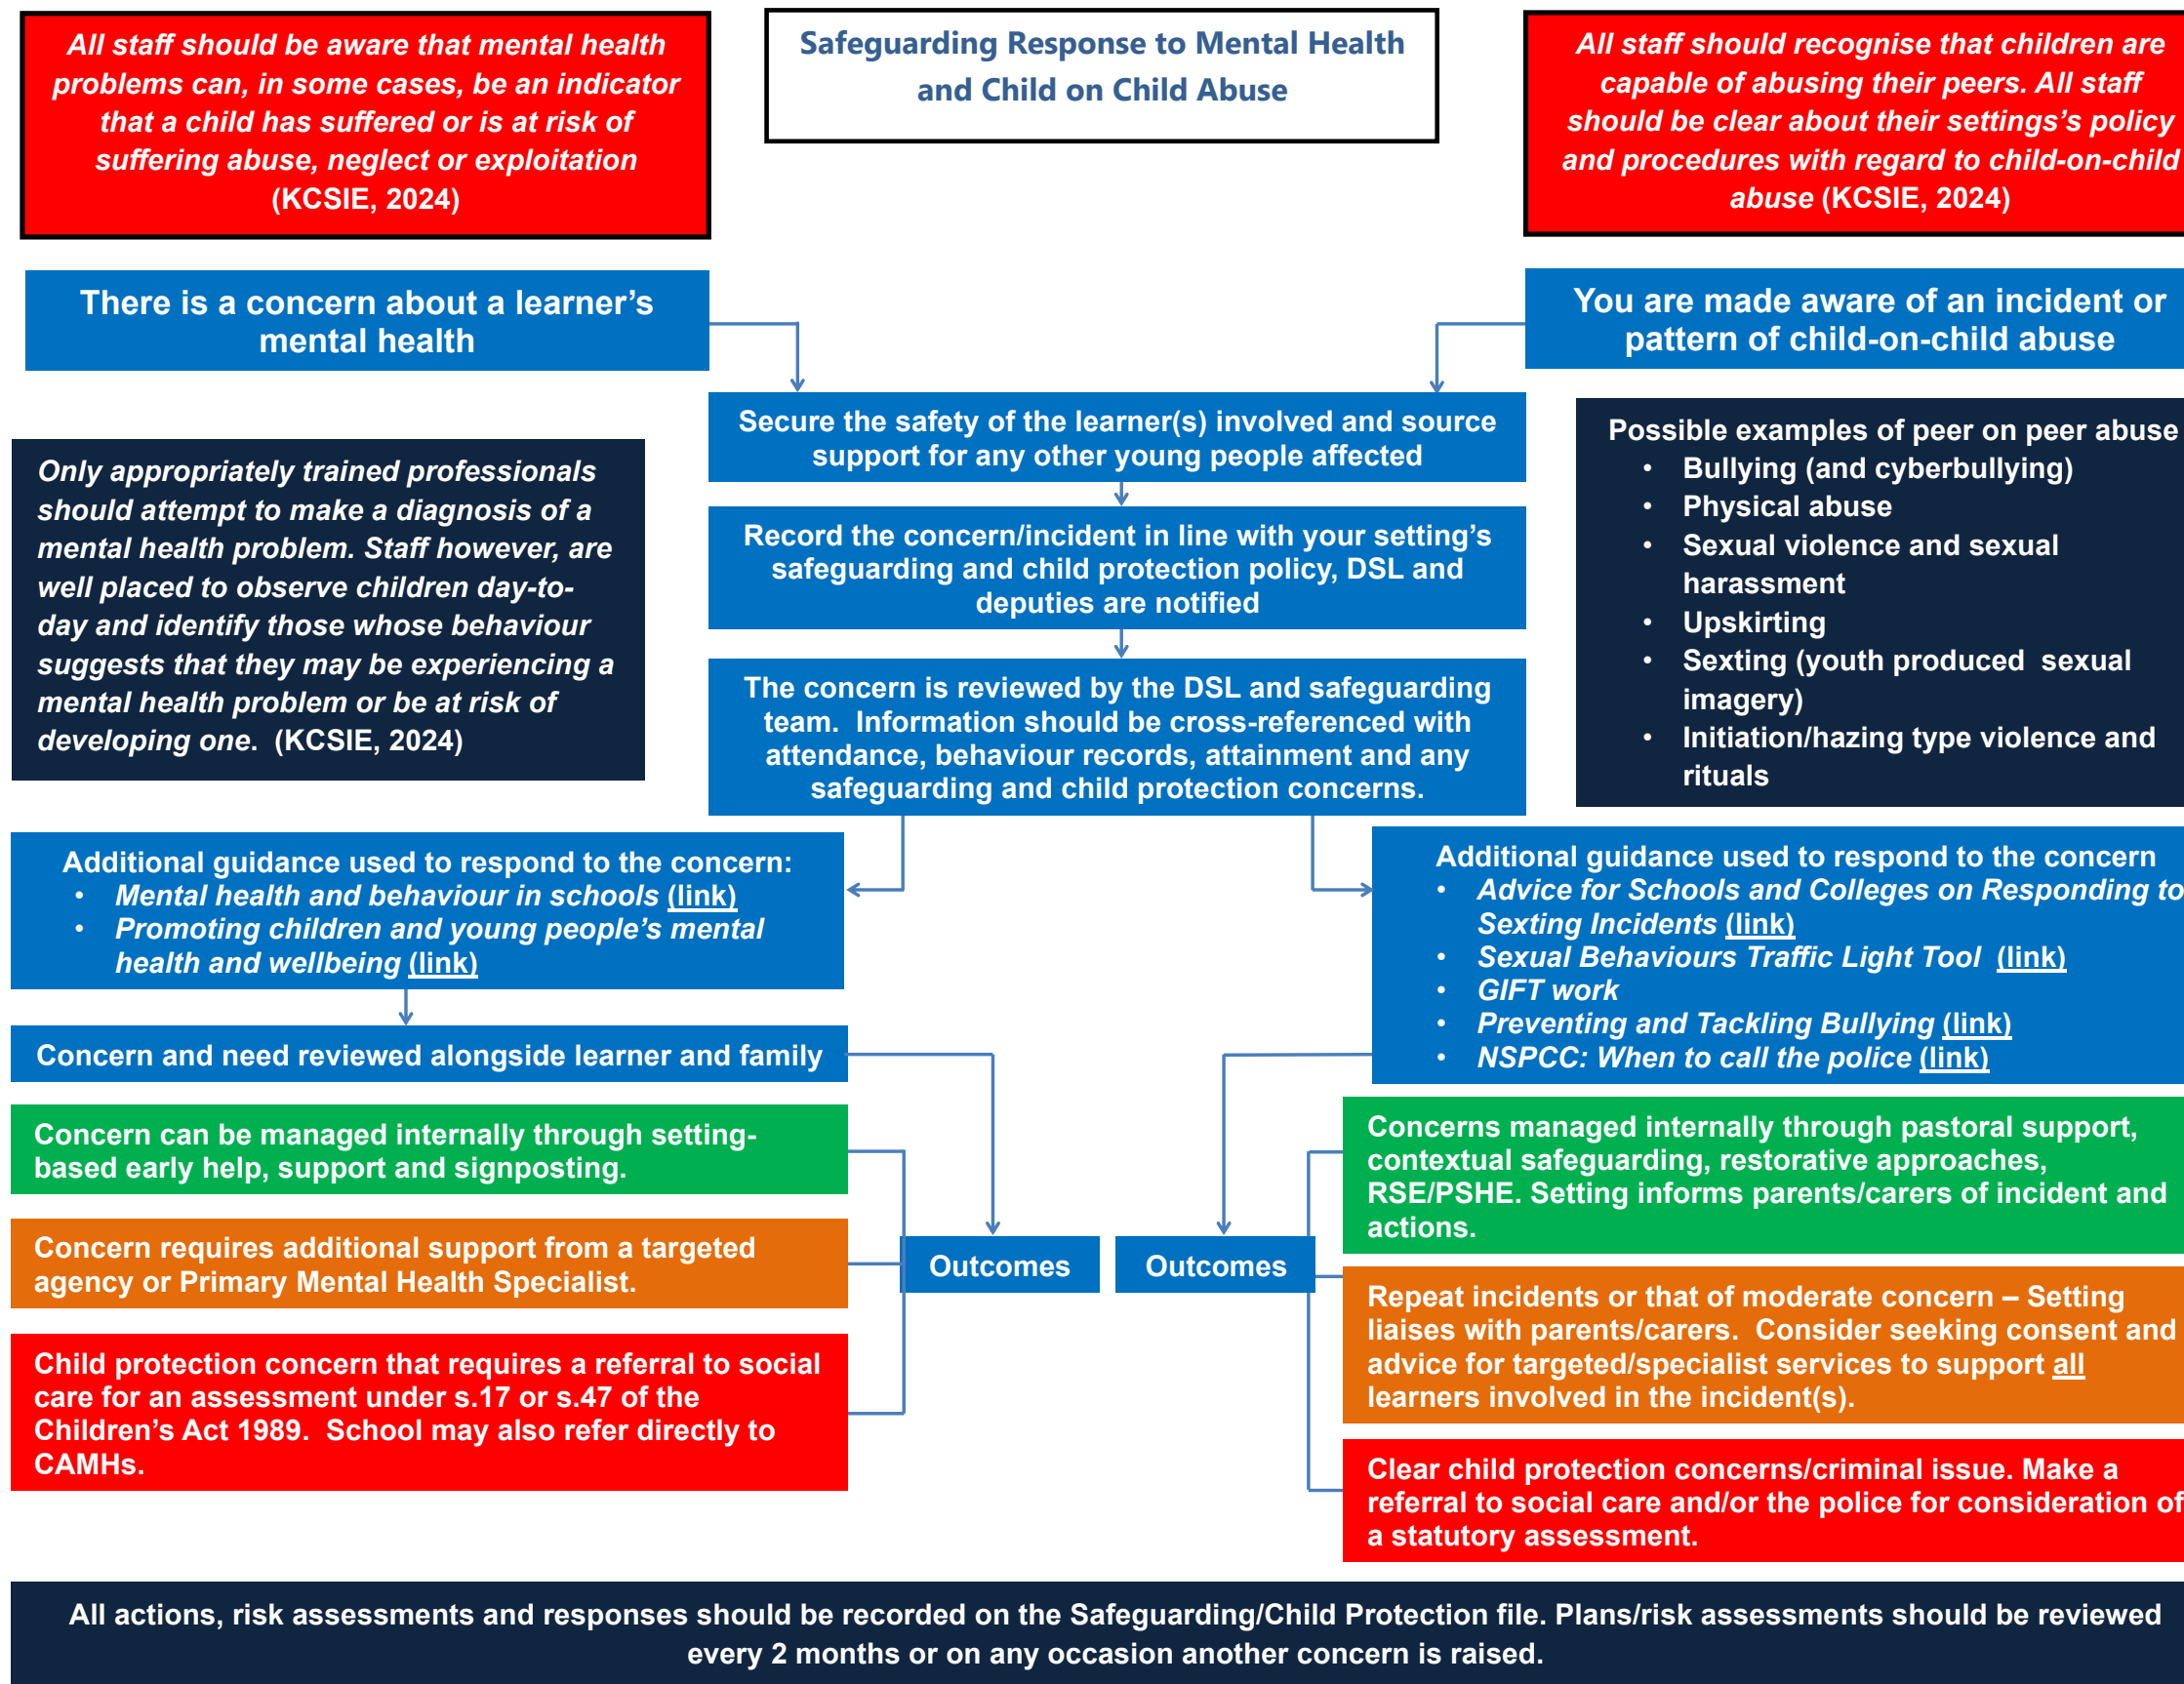 All staff should be aware that mental health
problems can, in some cases, be an indicator
that a child has suffered or is at risk of
suffering abuse, neglect or exploitation
(KCSIE, 2024)
Safeguarding Response to Mental Health
and Child on Child Abuse
All staff should recognise that children are
capable of abusing their peers. All staff
should be clear about their settings's policy
and procedures with regard to child-on-child
abuse (KCSIE, 2024)
There is a concern about a learner’s
mental health
You are made aware of an incident or
pattern of child-on-child abuse
Secure the safety of the learner(s) involved and source
support for any other young people affected
Only appropriately trained professionals
should attempt to make a diagnosis of a
mental health problem. Staff however, are
well placed to observe children day-to-
day and identify those whose behaviour
suggests that they may be experiencing a
mental health problem or be at risk of
developing one. (KCSIE, 2024)
Record the concern/incident in line with your setting’s
safeguarding and child protection policy, DSL and
deputies are notified
The concern is reviewed by the DSL and safeguarding
team. Information should be cross-referenced with
attendance, behaviour records, attainment and any
safeguarding and child protection concerns.
Possible examples of peer on peer abuse
• Bullying (and cyberbullying)
• Physical abuse
• Sexual violence and sexual
harassment
• Upskirting
• Sexting (youth produced sexual
imagery)
• Initiation/hazing type violence and
rituals
Additional guidance used to respond to the concern:
• Mental health and behaviour in schools (link)
• Promoting children and young people’s mental
health and wellbeing (link)
Additional guidance used to respond to the concern
• Advice for Schools and Colleges on Responding to
Sexting Incidents (link)
• Sexual Behaviours Traffic Light Tool (link)
• GIFT work
• Preventing and Tackling Bullying (link)
• NSPCC: When to call the police (link)
Concern and need reviewed alongside learner and family
Concern can be managed internally through setting-
based early help, support and signposting.
Concern requires additional support from a targeted
agency or Primary Mental Health Specialist.
Child protection concern that requires a referral to social
care for an assessment under s.17 or s.47 of the
Children’s Act 1989. School may also refer directly to
CAMHs.
Outcomes
Outcomes
Concerns managed internally through pastoral support,
contextual safeguarding, restorative approaches,
RSE/PSHE. Setting informs parents/carers of incident and
actions.
Repeat incidents or that of moderate concern – Setting
liaises with parents/carers. Consider seeking consent and
advice for targeted/specialist services to support all
learners involved in the incident(s).
Clear child protection concerns/criminal issue. Make a
referral to social care and/or the police for consideration of
a statutory assessment.
All actions, risk assessments and responses should be recorded on the Safeguarding/Child Protection file. Plans/risk assessments should be reviewed
every 2 months or on any occasion another concern is raised.